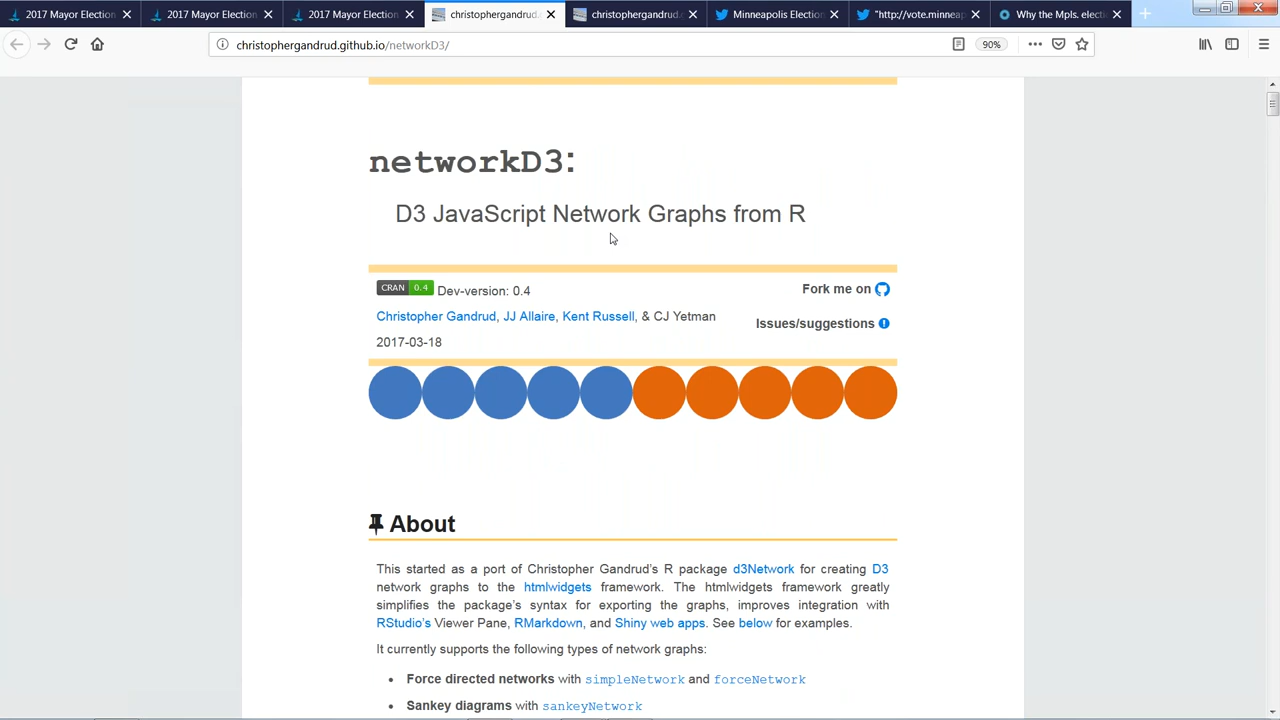 2017 Mayor Election
2017 Mayor Election
2017 Mayor Election
christophergandrud.
christophergandrud.
Minneapolis Election
"http://vote.minneap
Why the Mpls. electi
christophergandrud.github.io/networkD3/
90%
networkD3:
D3 JavaScript Network Graphs from R
CRAN 0.4 Dev-version: 0.4
Fork me on
Christopher Gandrud, JJ Allaire, Kent Russell, & CJ Yetman
Issues/suggestions
2017-03-18
About
This started as a port of Christopher Gandrud's R package d3Network for creating D3
network graphs to the htmlwidgets framework. The htmlwidgets framework greatly
simplifies the package's syntax for exporting the graphs, improves integration with
RStudio's Viewer Pane, RMarkdown, and Shiny web apps. See below for examples.
It currently supports the following types of network graphs:
• Force directed networks with simpleNetwork and forceNetwork
• Sankey diagrams with sankeyNetwork